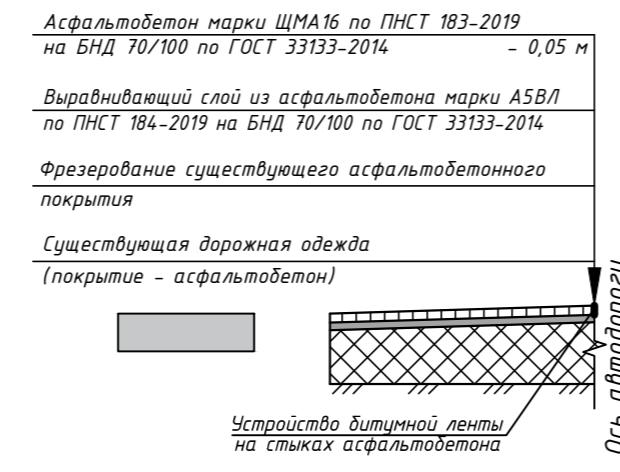 Асфальтобетон марки ЩМА16 по ПНСТ 183-2019
на БНД 70/100 по ГОСТ 33133-2014 - 0,05 м
Выравнивающий слой из асфальтобетона марки А5ВЛ
по ПНСТ 184-2019 на БНД 70/100 по ГОСТ 33133-2014
Фрезерование существующего асфальтобетонного
покрытия
Существующая дорожная одежда
(покрытие - асфальтобетон)
Ось автодороги
Устройство битумной ленты
на стыках асфальтобетона